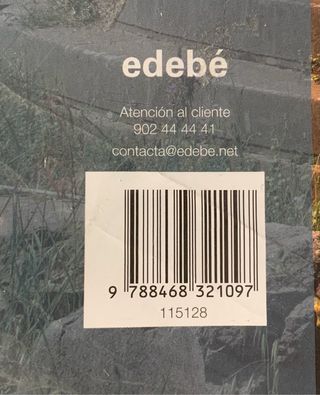 edebé
Atención al cliente
902 44 44 41
contacta@edebe.net
9 788468 321097
115128